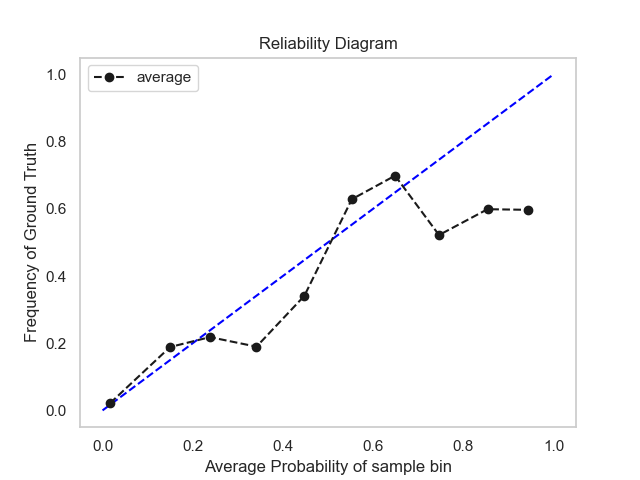 Reliability Diagram
average
Frequency of Ground Truth
1.0
0.8
0.6
0.4
0.2
0.0
0.0 0.2 0.4 0.6 0.8 1.0
Average Probability of sample bin